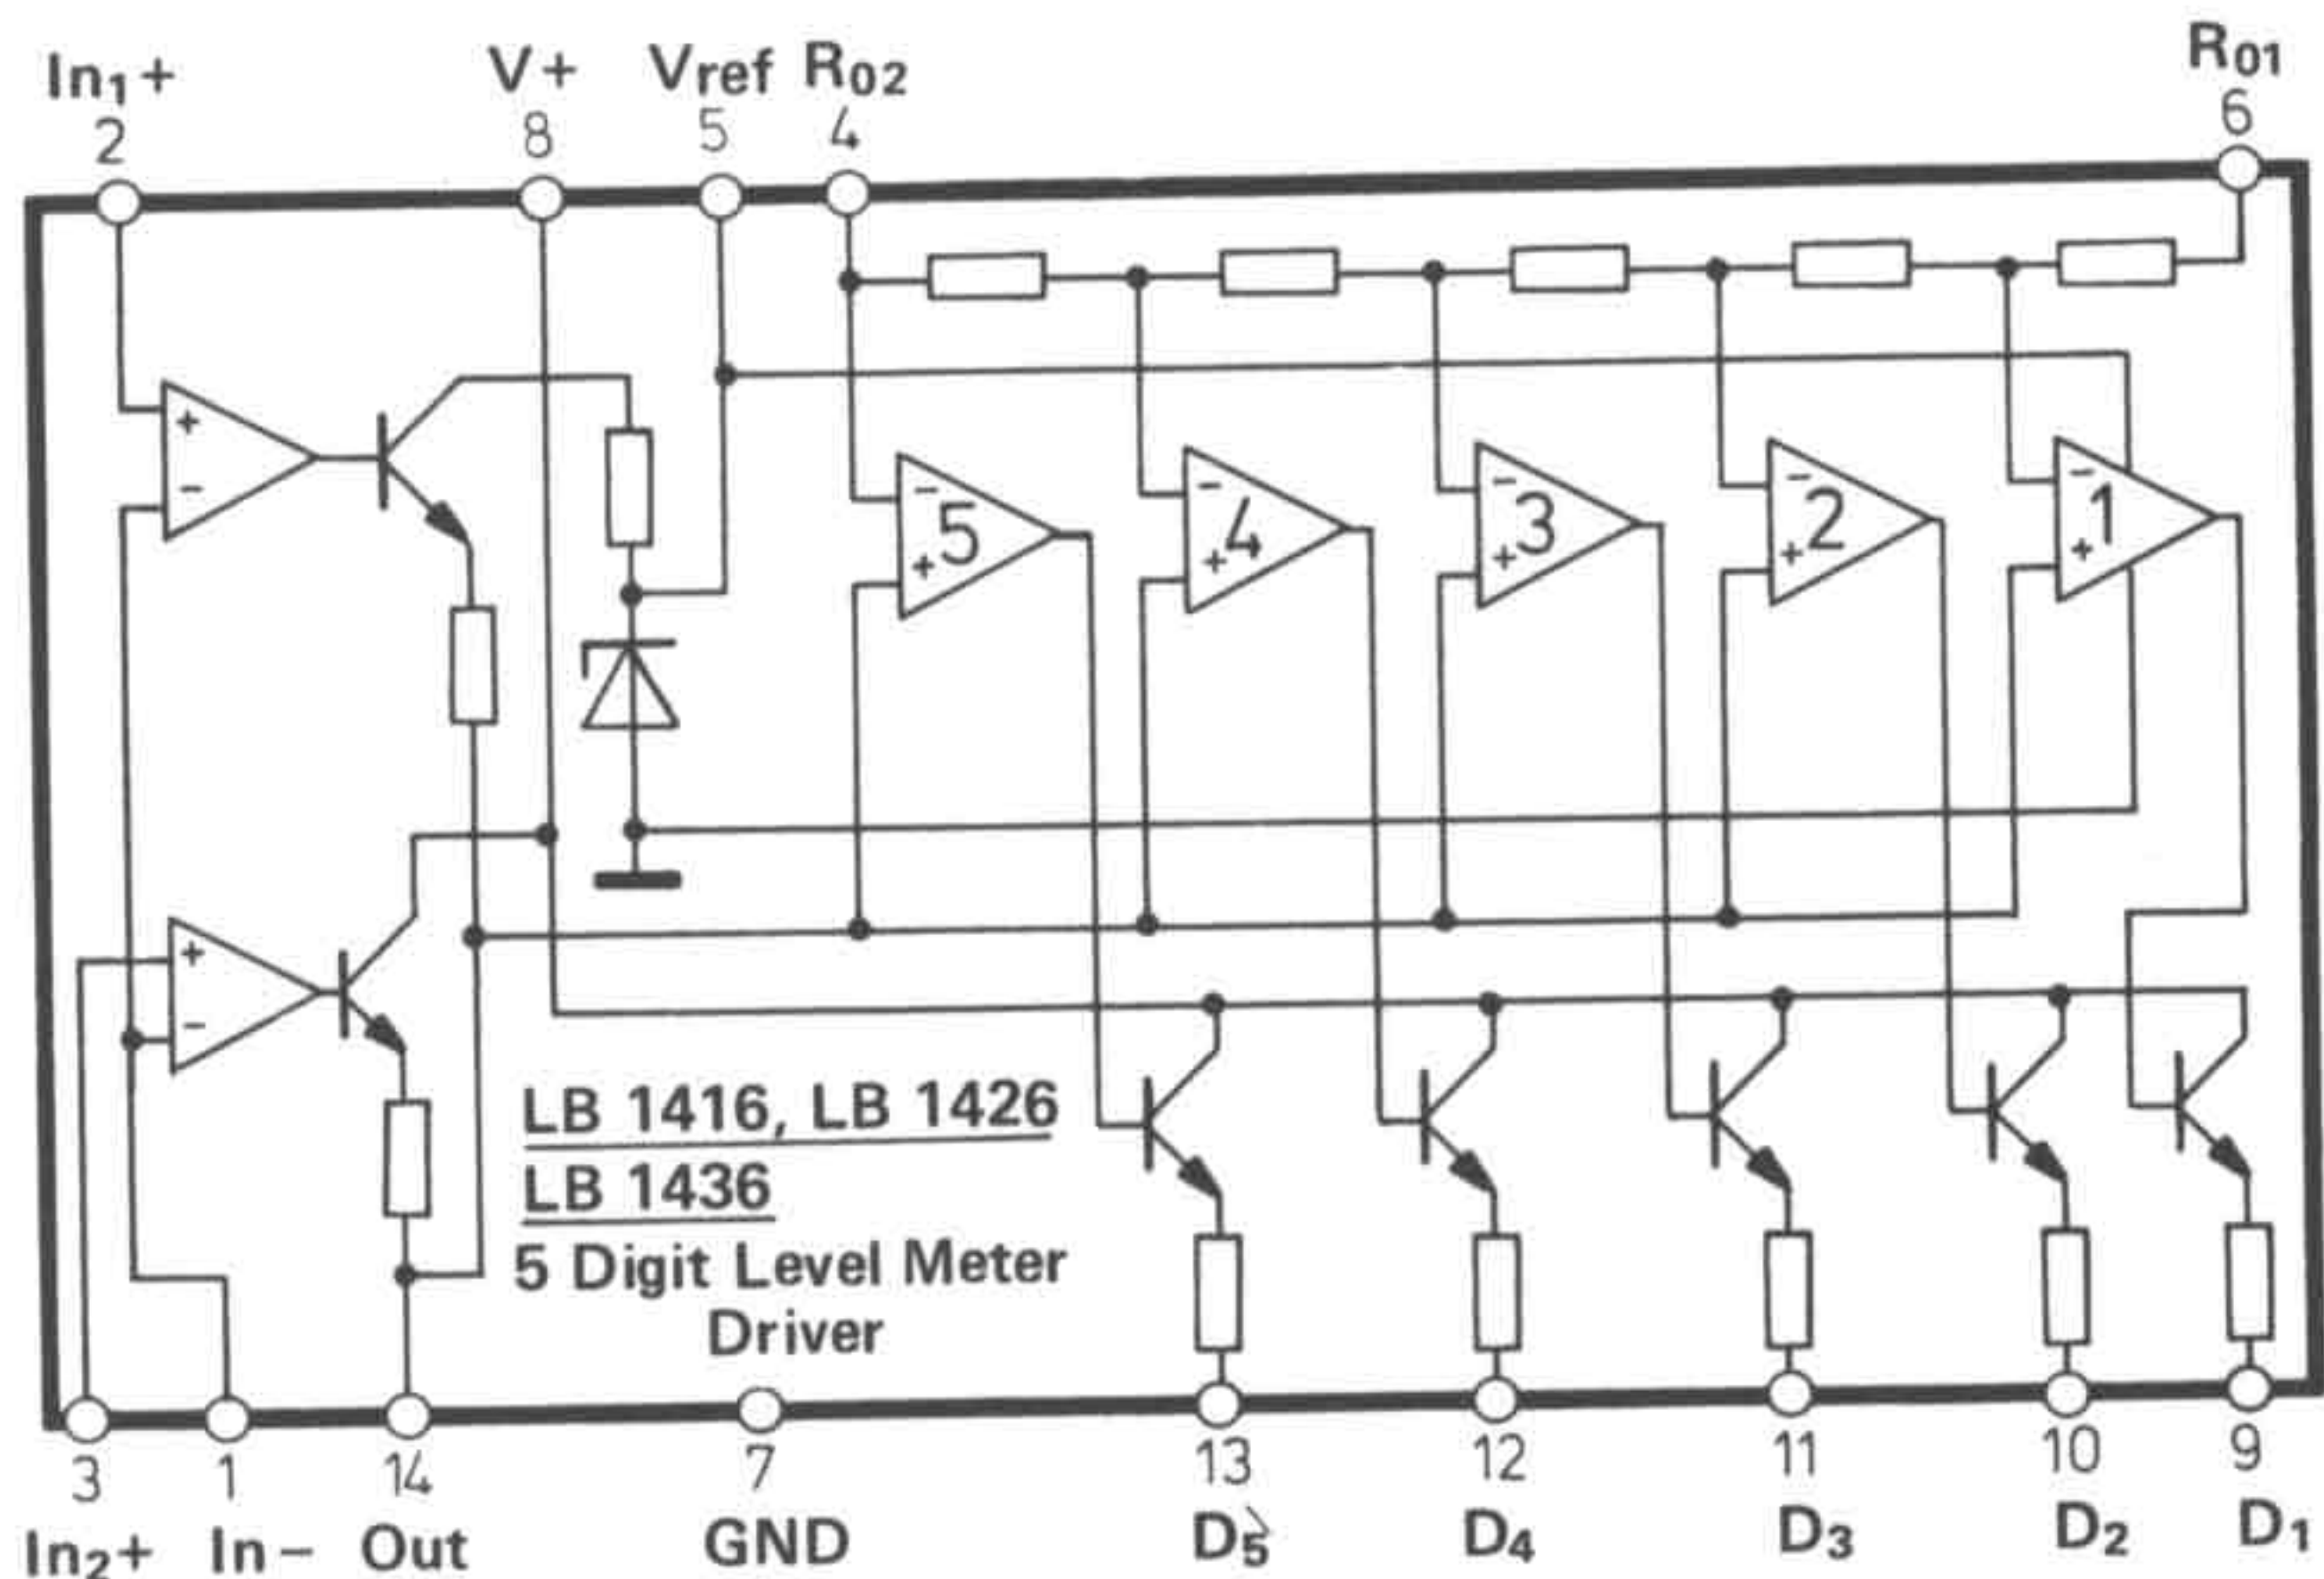 In1+ V+ Vref R02 R01
2 8 5 4 6
+ -
- 5 + - 4 + - 3 + - 2 + - 1 +
+ -
LB 1416, LB 1426
LB 1436
5 Digit Level Meter
Driver
3 1 14 7 13 12 11 10 9
In2+ In- Out GND D5 D4 D3 D2 D1